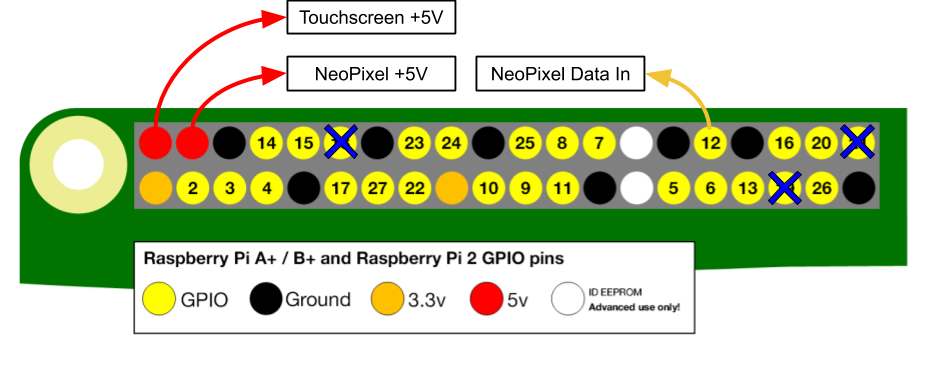 Touchscreen +5V
NeoPixel +5V
NeoPixel Data In
14 15 23 24 25 8 7 12 16 20
2 3 4 17 27 22 10 9 11 5 6 13 26
Raspberry Pi A+ / B+ and Raspberry Pi 2 GPIO pins
GPIO
Ground
3.3v
5v
ID EEPROM
Advanced use only!